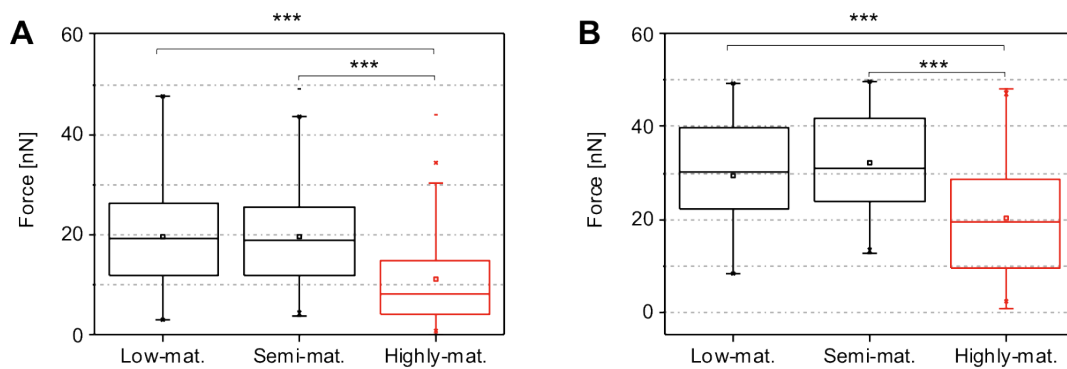 A
***
***
Force [nN]
60
40
20
0
Low-mat.
Semi-mat.
Highly-mat.
B
***
***
Force [nN]
60
40
20
0
Low-mat.
Semi-mat.
Highly-mat.